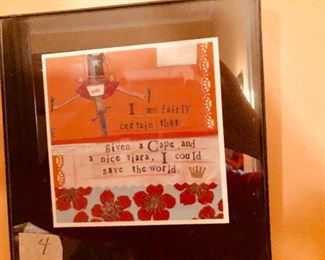 I am fairly
certain that
given a Cape and
a nice tiara, I could
save the world.
4